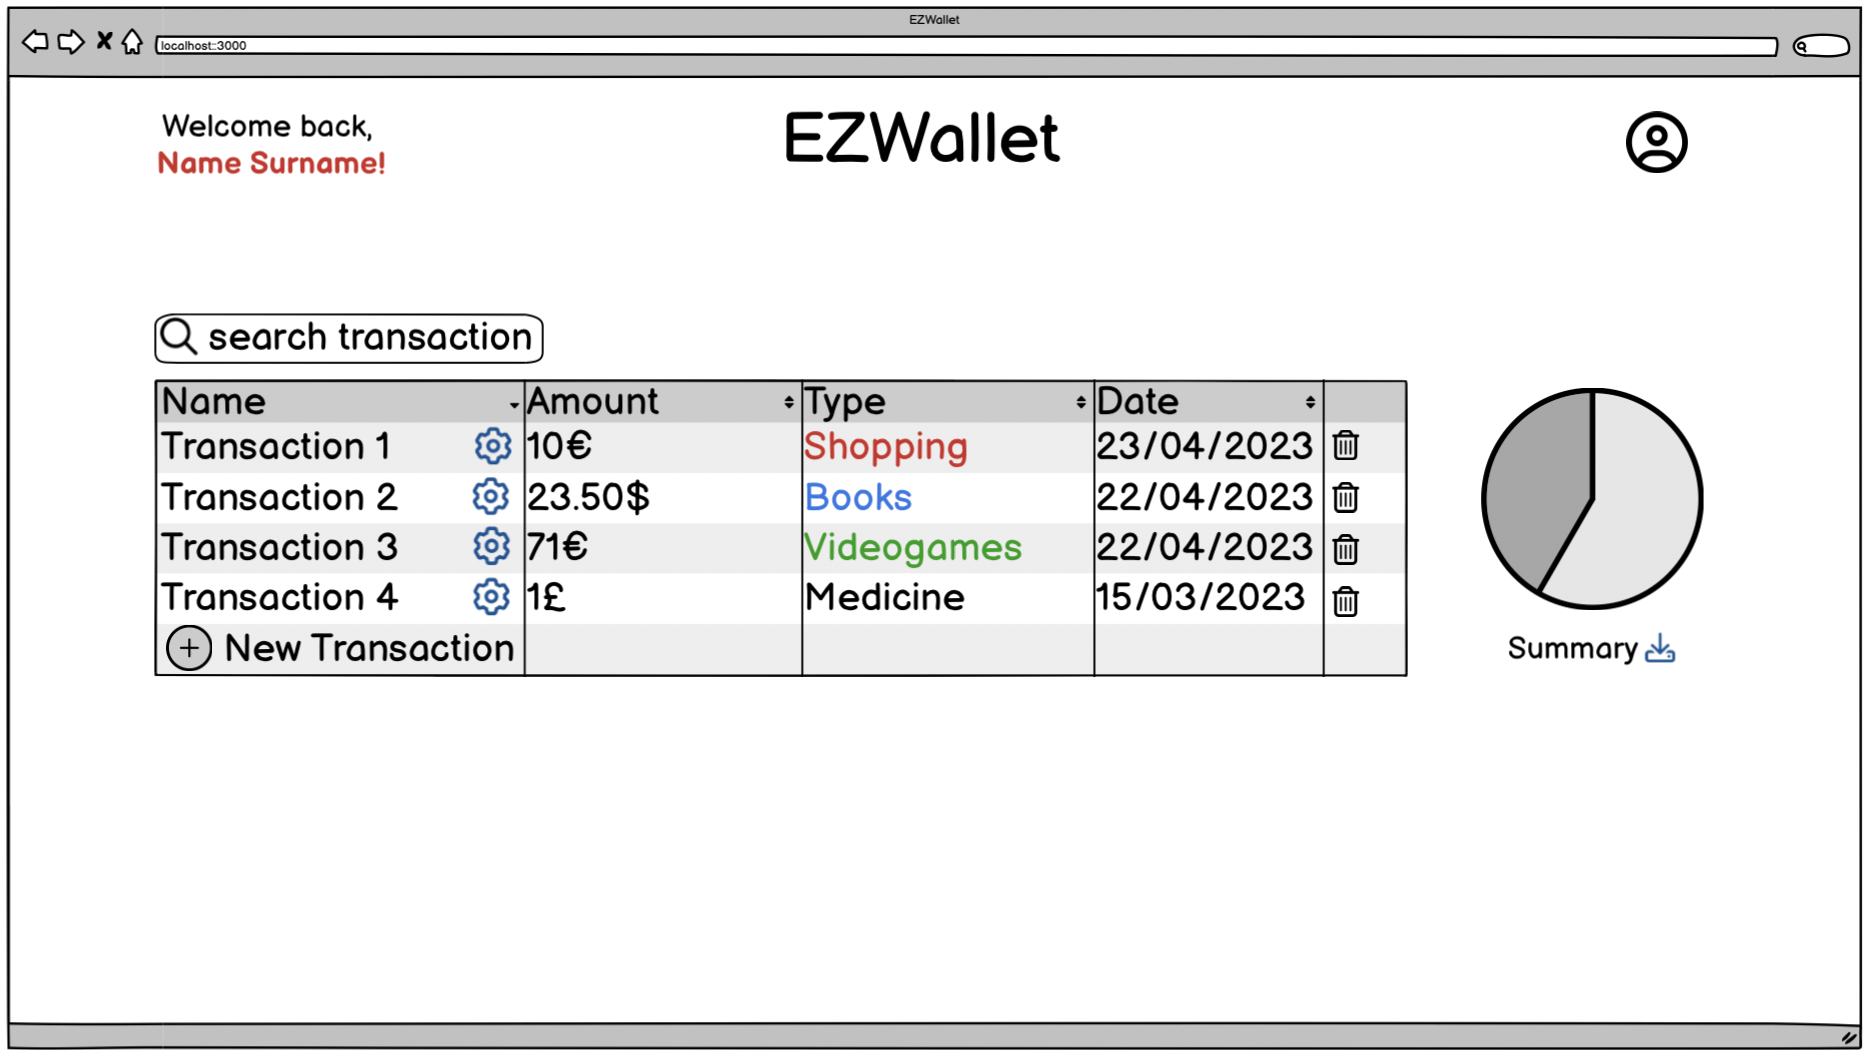 EZWallet
localhost::3000
Welcome back,
Name Surname!
EZWallet
search transaction
Name Amount Type Date
Transaction 1 10€ Shopping 23/04/2023
Transaction 2 23.50$ Books 22/04/2023
Transaction 3 71€ Videogames 22/04/2023
Transaction 4 1£ Medicine 15/03/2023
New Transaction
Summary